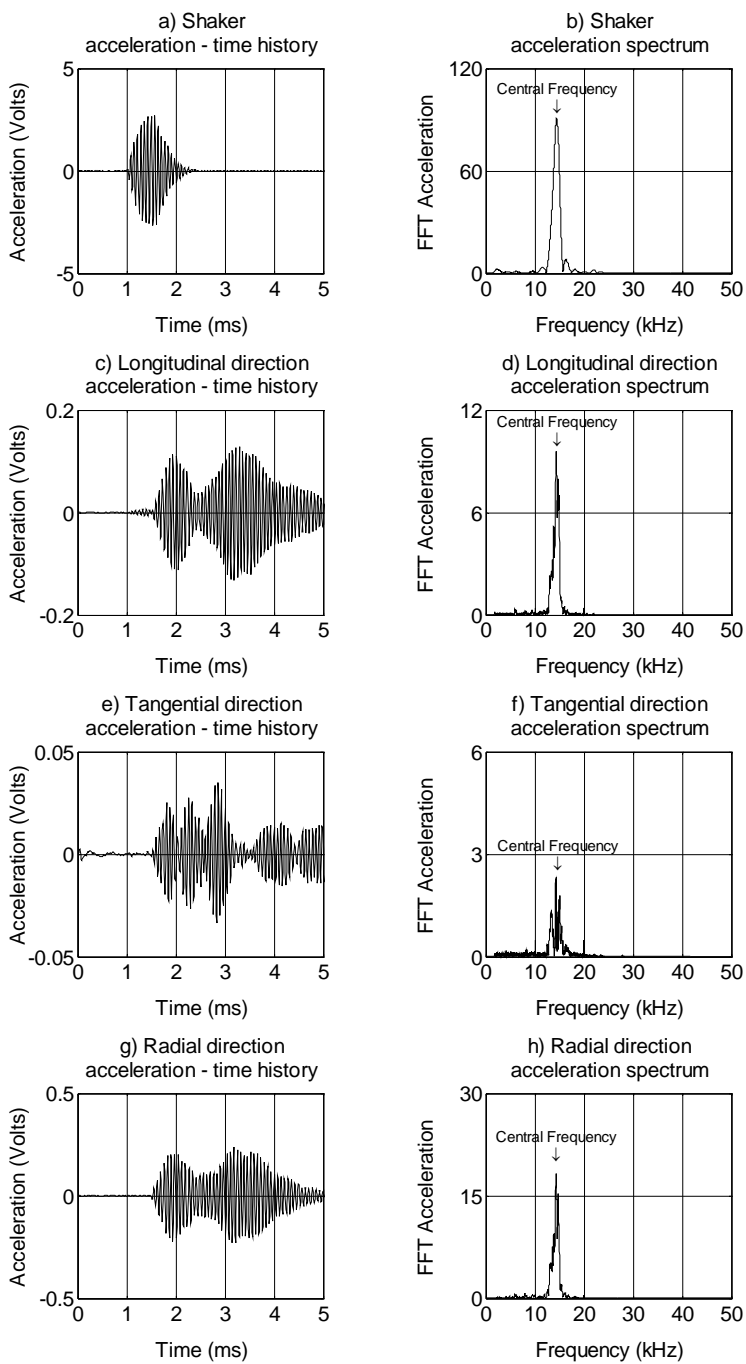 a) Shaker
acceleration - time history
5
0
-5
Acceleration (Volts)
0 1 2 3 4 5
Time (ms)
b) Shaker
acceleration spectrum
120
60
0
FFT Acceleration
Central Frequency
↓
0 10 20 30 40 50
Frequency (kHz)
c) Longitudinal direction
acceleration - time history
0.2
0
-0.2
Acceleration (Volts)
0 1 2 3 4 5
Time (ms)
d) Longitudinal direction
acceleration spectrum
12
6
0
FFT Acceleration
Central Frequency
↓
0 10 20 30 40 50
Frequency (kHz)
e) Tangential direction
acceleration - time history
0.05
0
-0.05
Acceleration (Volts)
0 1 2 3 4 5
Time (ms)
f) Tangential direction
acceleration spectrum
6
3
0
FFT Acceleration
Central Frequency
↓
0 10 20 30 40 50
Frequency (kHz)
g) Radial direction
acceleration - time history
0.5
0
-0.5
Acceleration (Volts)
0 1 2 3 4 5
Time (ms)
h) Radial direction
acceleration spectrum
30
15
0
FFT Acceleration
Central Frequency
↓
0 10 20 30 40 50
Frequency (kHz)